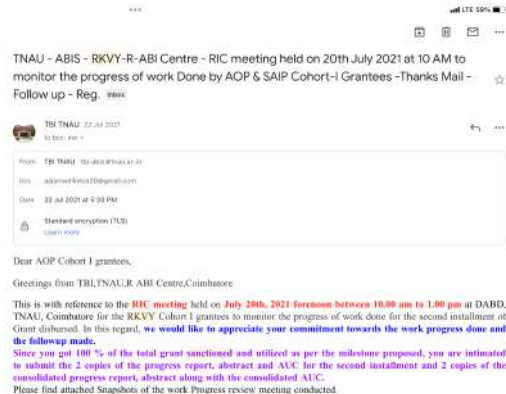 LTE 59%
TNAU - ABIS - RKVY-R-ABI Centre - RIC meeting held on 20th July 2021 at 10 AM to
monitor the progress of work Done by AOP & SAIP Cohort-I Grantees -Thanks Mail -
Follow up - Reg. Inbox
TBI TNAU 22 Jul 2021
to bcc: me
From TBI TNAU
Date 22 Jul 2021 at 5:30 PM
Standard encryption (TLS)
Learn more
Dear AOP Cohort I grantees,
Greetings from TBI,TNAU,R ABI Centre,Coimbatore
This is with reference to the RIC meeting held on July 20th, 2021 forenoon between 10.00 am to 1.00 pm at DABD,
TNAU, Coimbatore for the RKVY Cohort I grantees to monitor the progress of work done for the second installment of
Grant disbursed. In this regard, we would like to appreciate your commitment towards the work progress done and
the followup made.
Since you got 100 % of the total grant sanctioned and utilized as per the milestone proposed, you are intimated
to submit the 2 copies of the progress report, abstract and AUC for the second installment and 2 copies of the
consolidated progress report, abstract along with the consolidated AUC.
Please find attached Snapshots of the work Progress review meeting conducted.